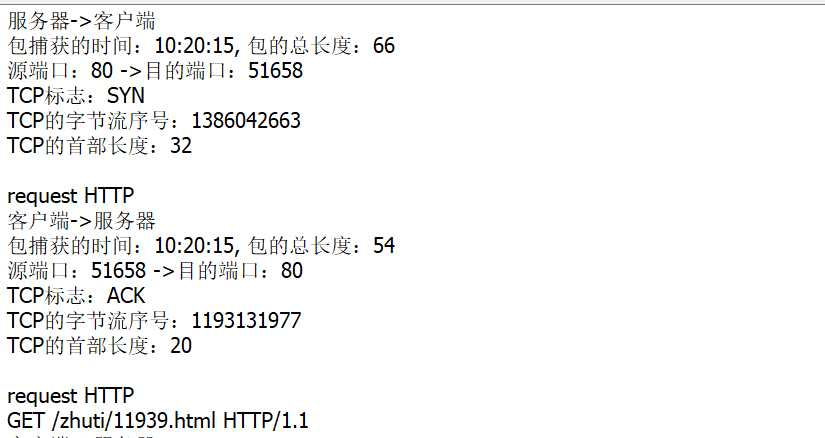 服务器->客户端
包捕获的时间：10:20:15, 包的总长度：66
源端口：80 ->目的端口：51658
TCP标志：SYN
TCP的字节流序号：1386042663
TCP的首部长度：32
request HTTP
客户端->服务器
包捕获的时间：10:20:15, 包的总长度：54
源端口：51658 ->目的端口：80
TCP标志：ACK
TCP的字节流序号：1193131977
TCP的首部长度：20
request HTTP
GET /zhuti/11939.html HTTP/1.1